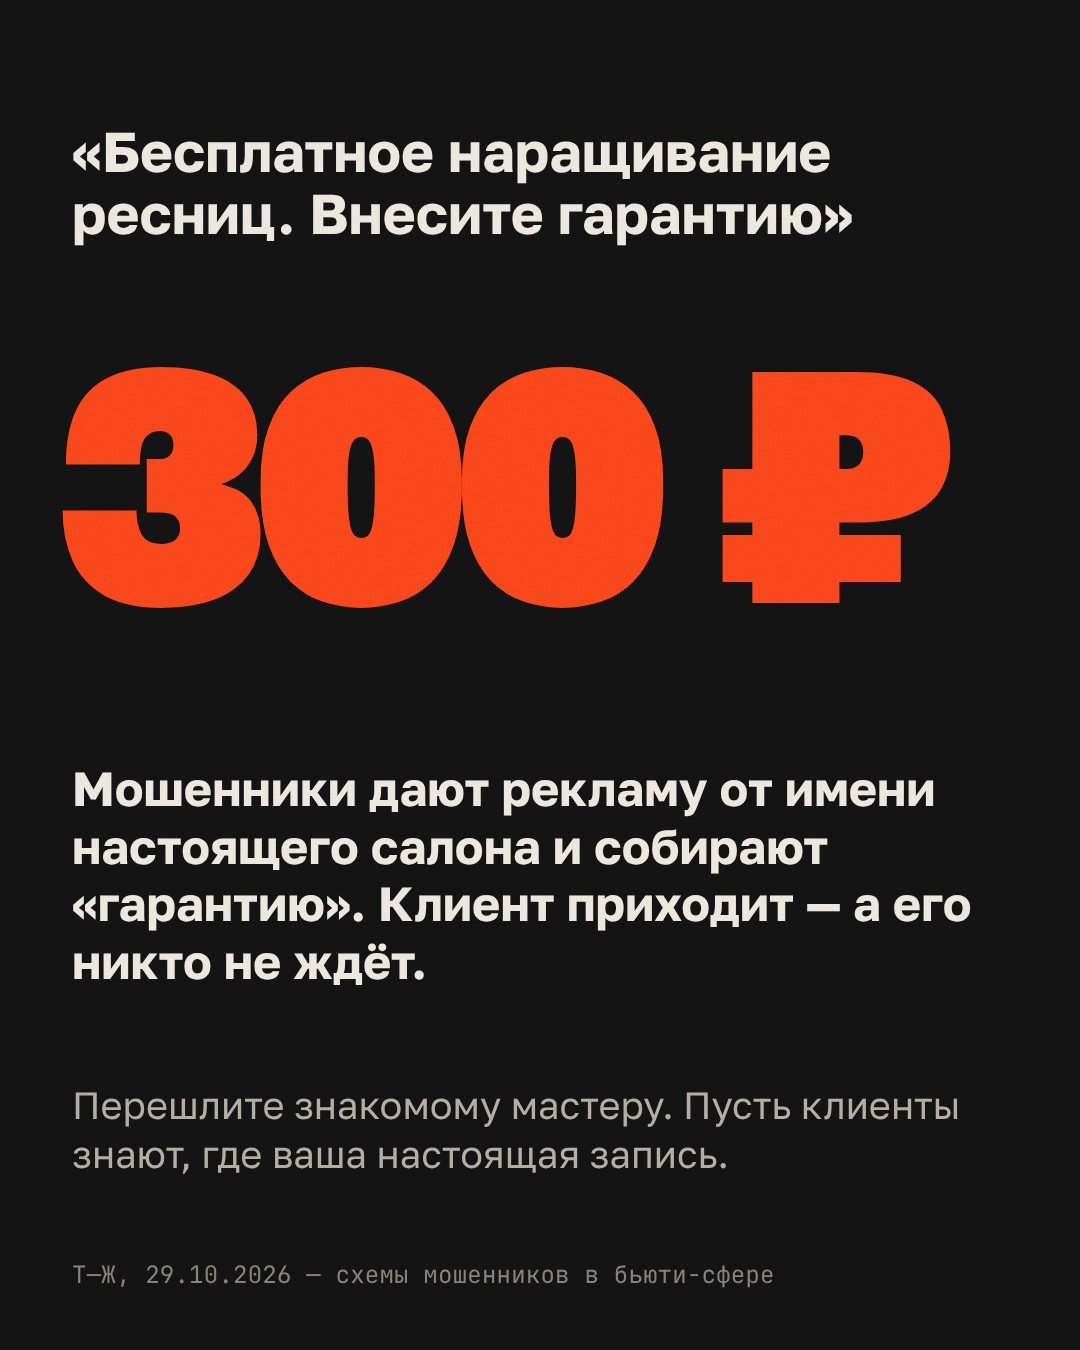 «Бесплатное наращивание
ресниц. Внесите гарантию»
300 ₽
Мошенники дают рекламу от имени
настоящего салона и собирают
«гарантию». Клиент приходит — а его
никто не ждёт.
Перешлите знакомому мастеру. Пусть клиенты
знают, где ваша настоящая запись.
Т—Ж, 29.10.2026 — схемы мошенников в бьюти-сфере